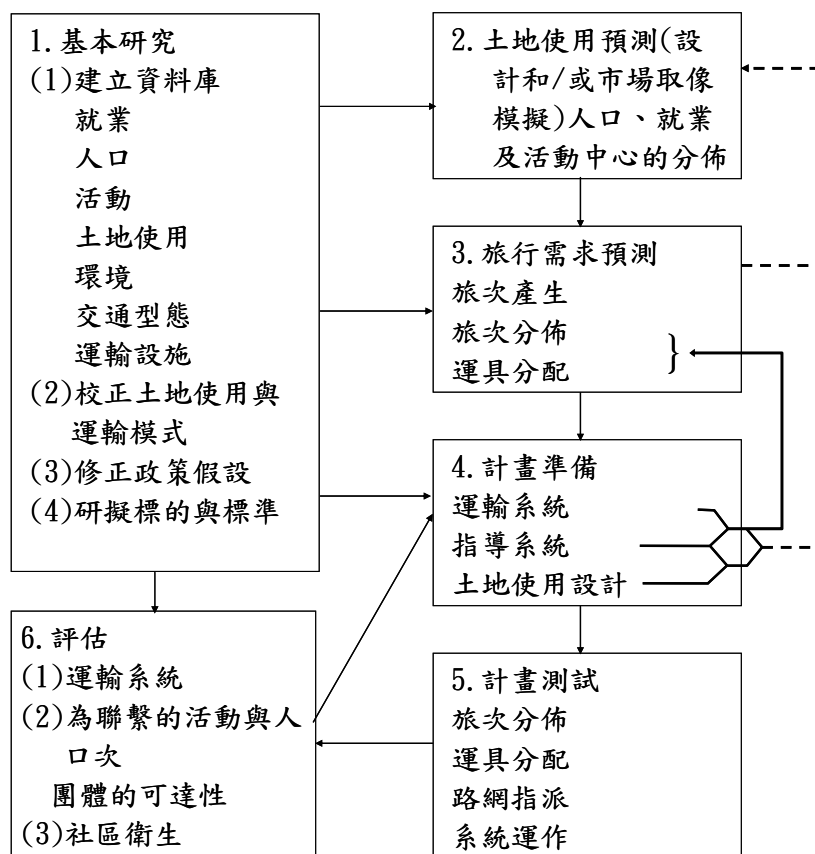 1.基本研究
(1)建立資料庫
就業
人口
活動
土地使用
環境
交通型態
運輸設施
(2)校正土地使用與
運輸模式
(3)修正政策假設
(4)研擬標的與標準
2.土地使用預測(設
計和/或市場取像
模擬)人口、就業
及活動中心的分佈
3.旅行需求預測
旅次產生
旅次分佈
運具分配
}
4.計畫準備
運輸系統
指導系統
土地使用設計
5.計畫測試
旅次分佈
運具分配
路網指派
系統運作
6.評估
(1)運輸系統
(2)為聯繫的活動與人
口次
團體的可達性
(3)社區衛生